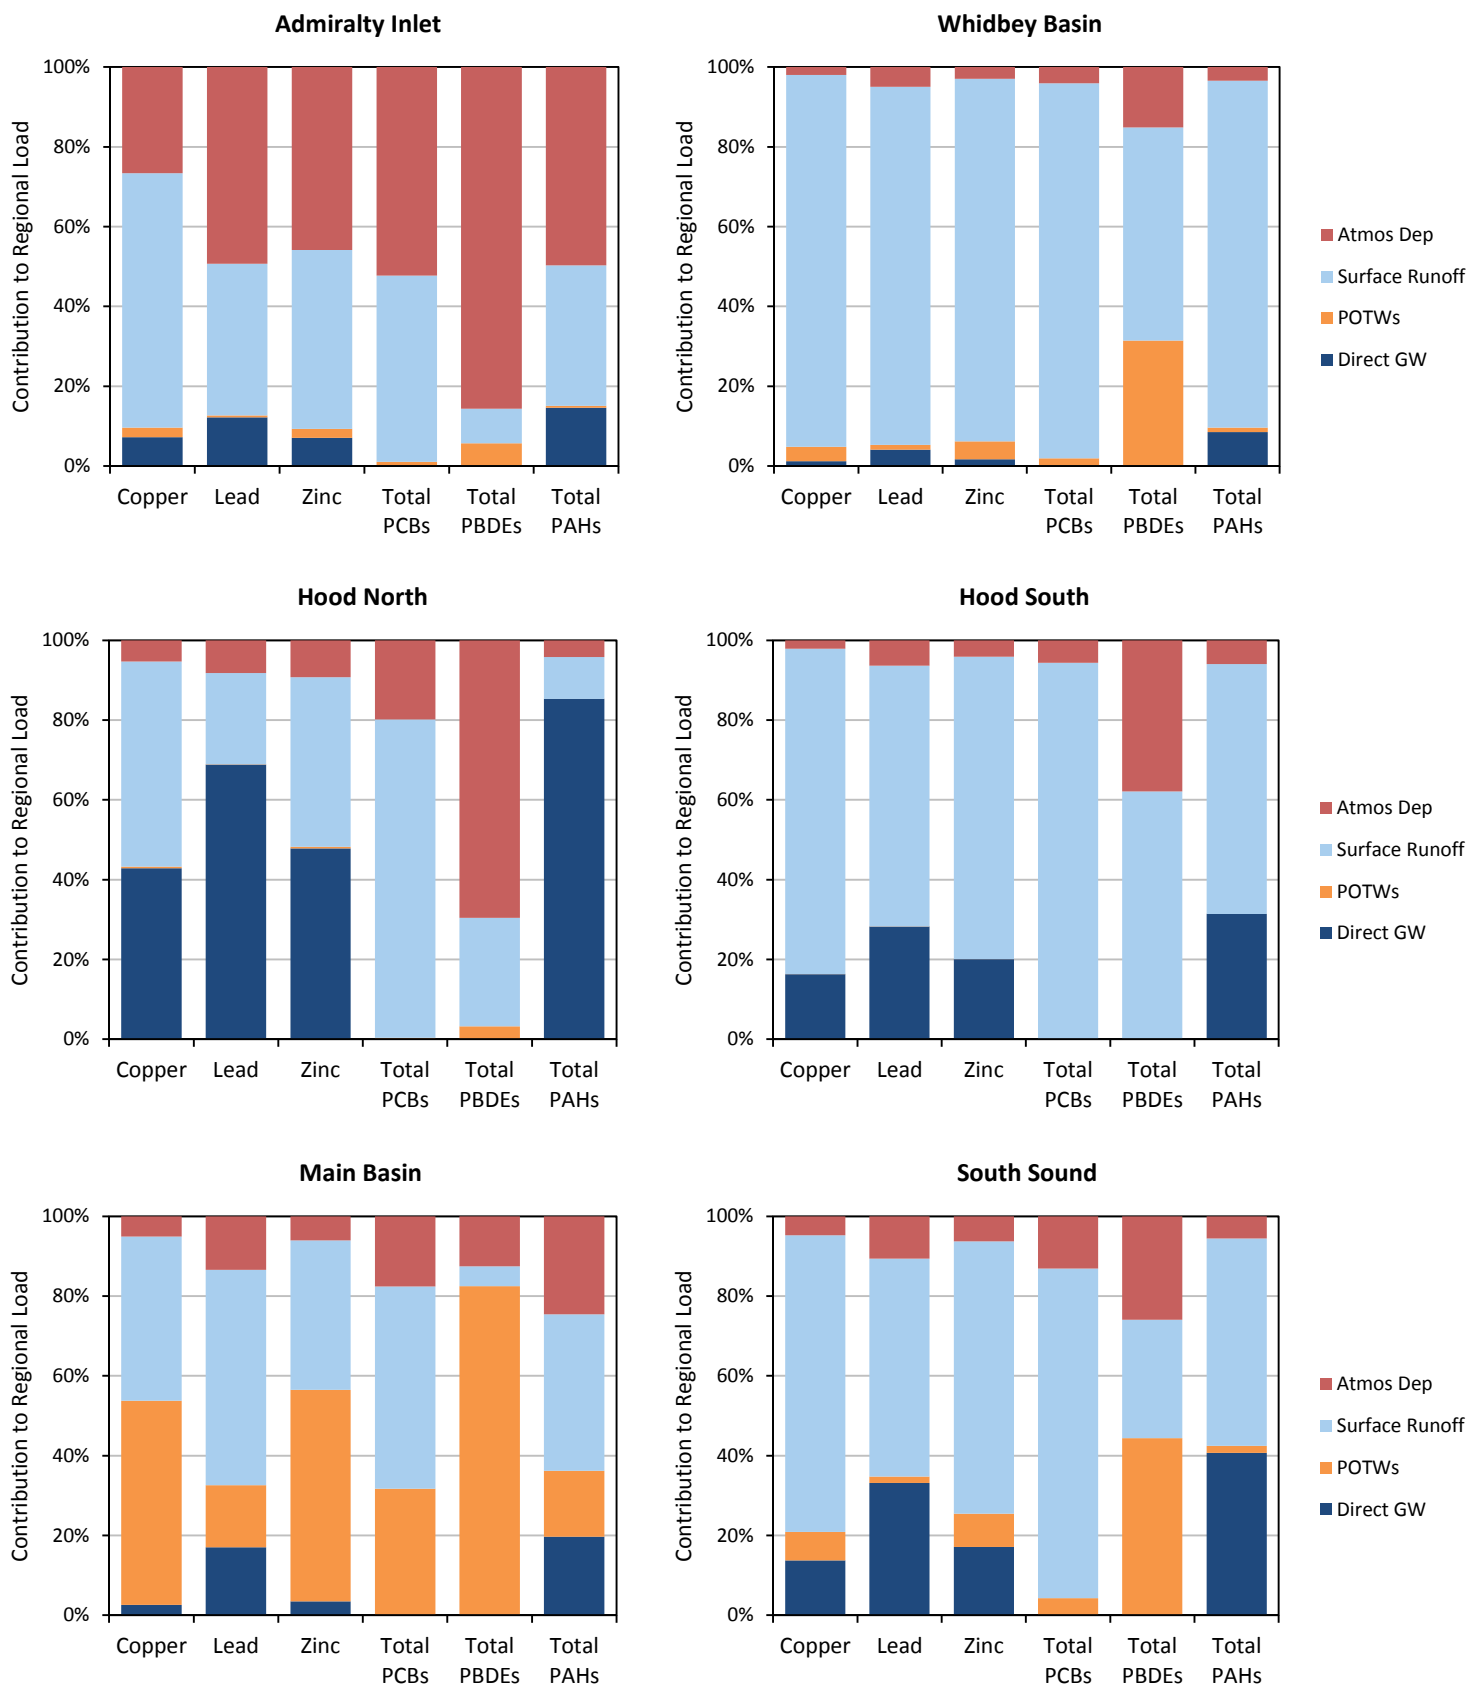 Admiralty Inlet
Contribution to Regional Load
100%
80%
60%
40%
20%
0%
Copper Lead Zinc Total PCBs Total PBDEs Total PAHs
Whidbey Basin
Contribution to Regional Load
100%
80%
60%
40%
20%
0%
Copper Lead Zinc Total PCBs Total PBDEs Total PAHs
Atmos Dep
Surface Runoff
POTWs
Direct GW
Hood North
Contribution to Regional Load
100%
80%
60%
40%
20%
0%
Copper Lead Zinc Total PCBs Total PBDEs Total PAHs
Hood South
Contribution to Regional Load
100%
80%
60%
40%
20%
0%
Copper Lead Zinc Total PCBs Total PBDEs Total PAHs
Atmos Dep
Surface Runoff
POTWs
Direct GW
Main Basin
Contribution to Regional Load
100%
80%
60%
40%
20%
0%
Copper Lead Zinc Total PCBs Total PBDEs Total PAHs
South Sound
Contribution to Regional Load
100%
80%
60%
40%
20%
0%
Copper Lead Zinc Total PCBs Total PBDEs Total PAHs
Atmos Dep
Surface Runoff
POTWs
Direct GW